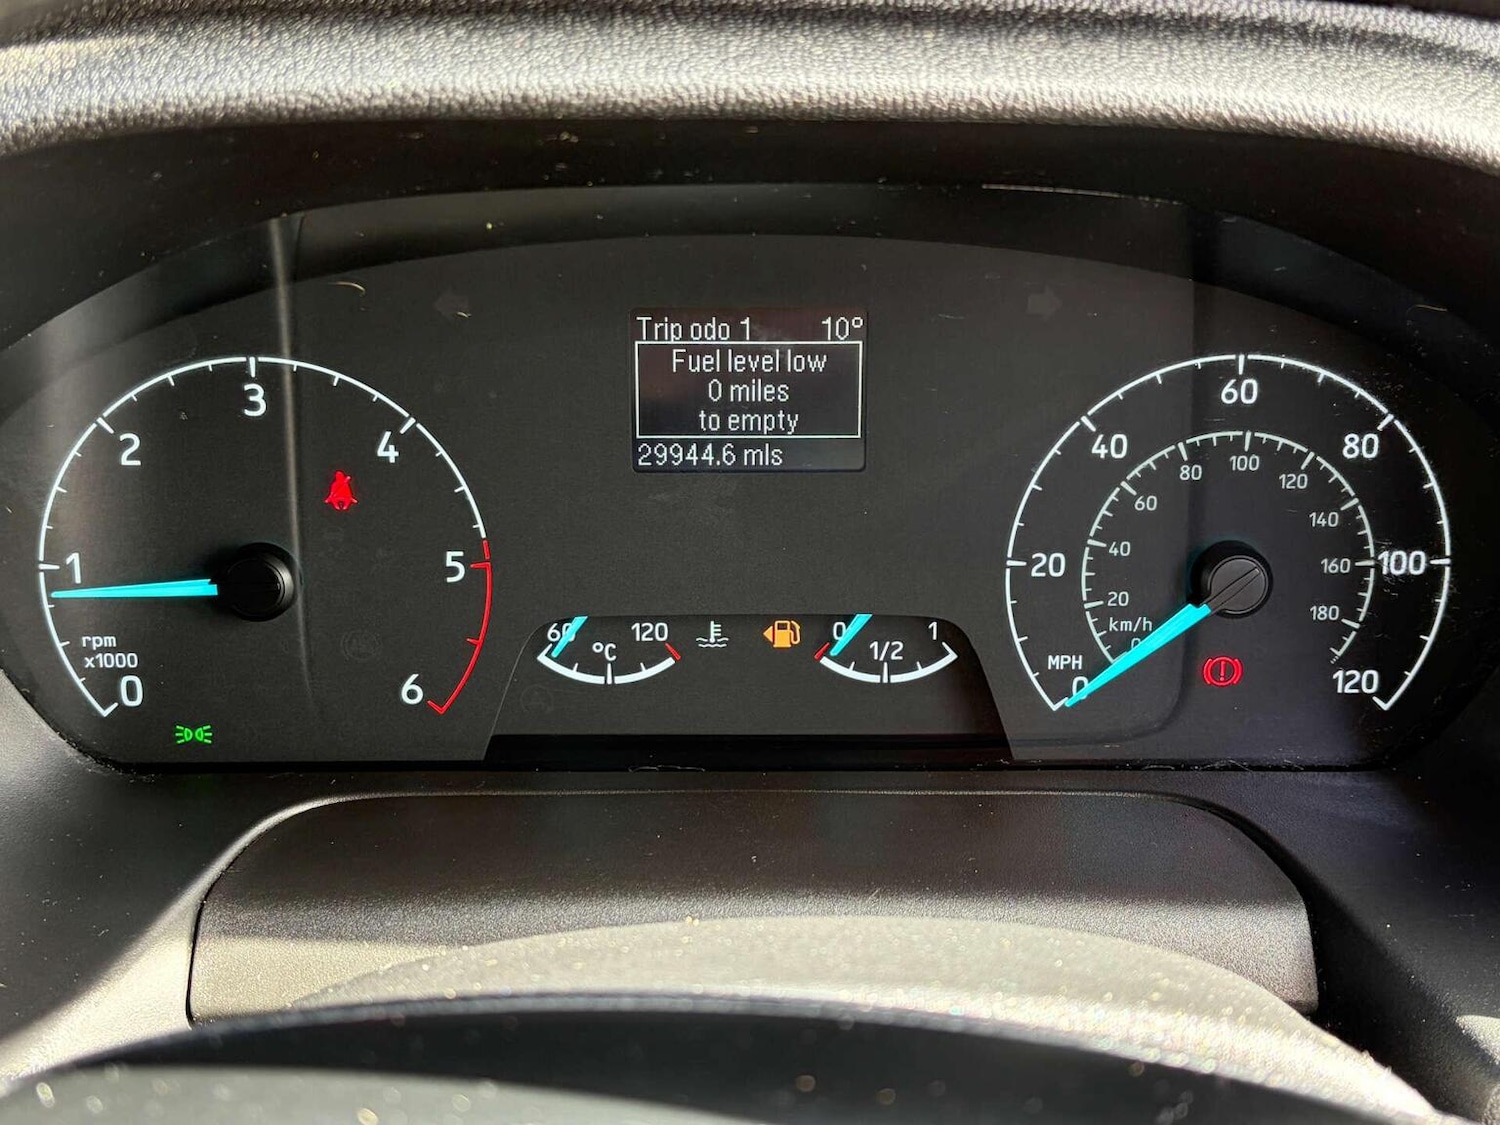 Trip odo 1 10°
Fuel level low
0 miles
to empty
29944.6 mls
0 1 2 3 4 5 6
rpm
x1000
60 120
°C
0 1/2 1
0 20 40 60 80 100 120
MPH
0 20 40 60 80 100 120 140 160 180
km/h